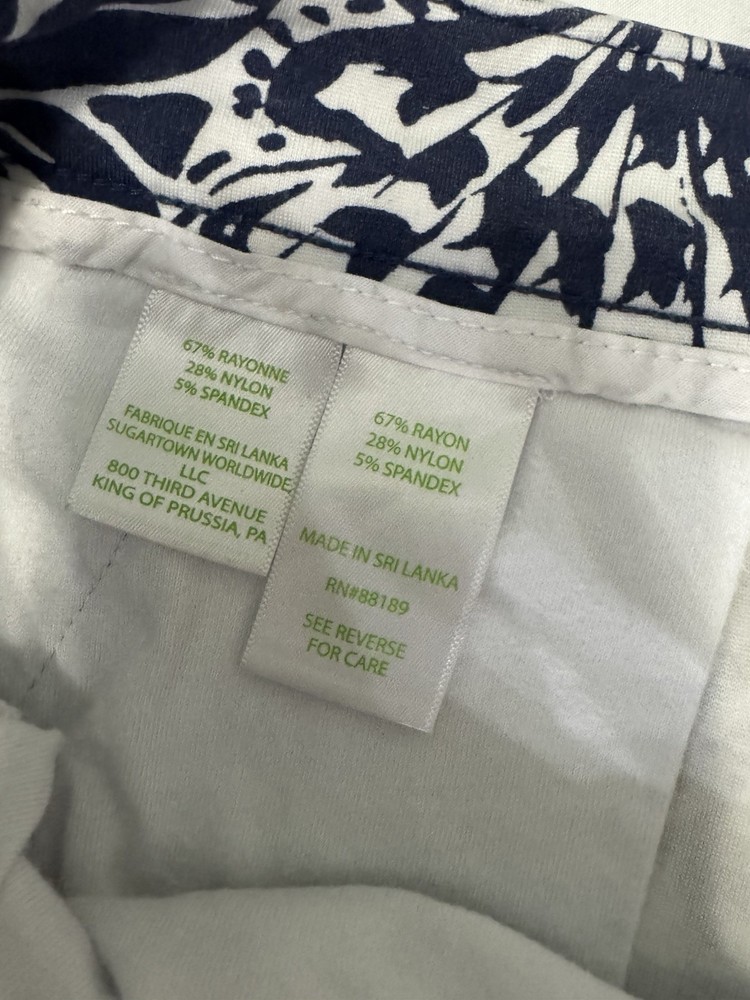 67% RAYONNE
28% NYLON
5% SPANDEX
FABRIQUE EN SRI LANKA
SUGARTOWN WORLDWIDE
LLC
800 THIRD AVENUE
KING OF PRUSSIA, PA
67% RAYON
28% NYLON
5% SPANDEX
MADE IN SRI LANKA
RN#88189
SEE REVERSE
FOR CARE